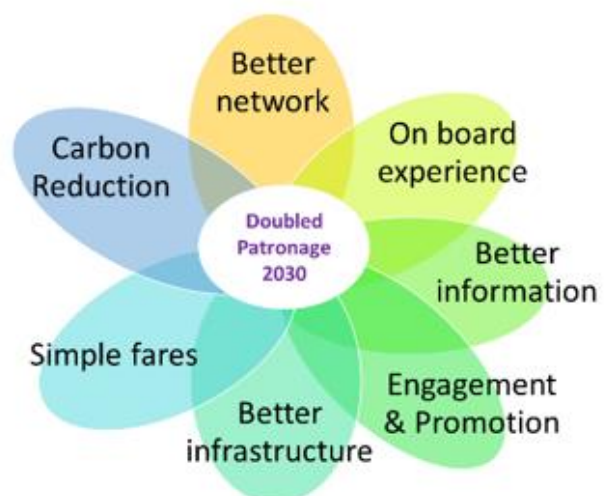 Better
network
On board
experience
Better
information
Engagement
& Promotion
Better
infrastructure
Simple fares
Carbon
Reduction
Doubled
Patronage
2030